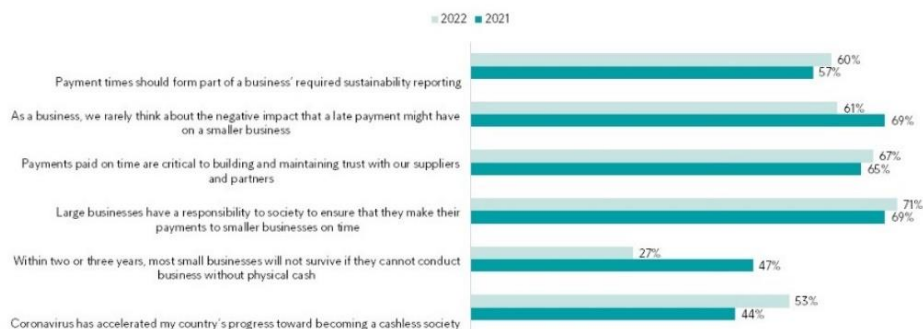 2022 2021
Payment times should form part of a business' required sustainability reporting
60%
57%
As a business, we rarely think about the negative impact that a late payment might have
on a smaller business
61%
69%
Payments paid on time are critical to building and maintaining trust with our suppliers
and partners
67%
65%
Large businesses have a responsibility to society to ensure that they make their
payments to smaller businesses on time
71%
69%
Within two or three years, most small businesses will not survive if they cannot conduct
business without physical cash
27%
47%
Coronavirus has accelerated my country's progress toward becoming a cashless society
53%
44%